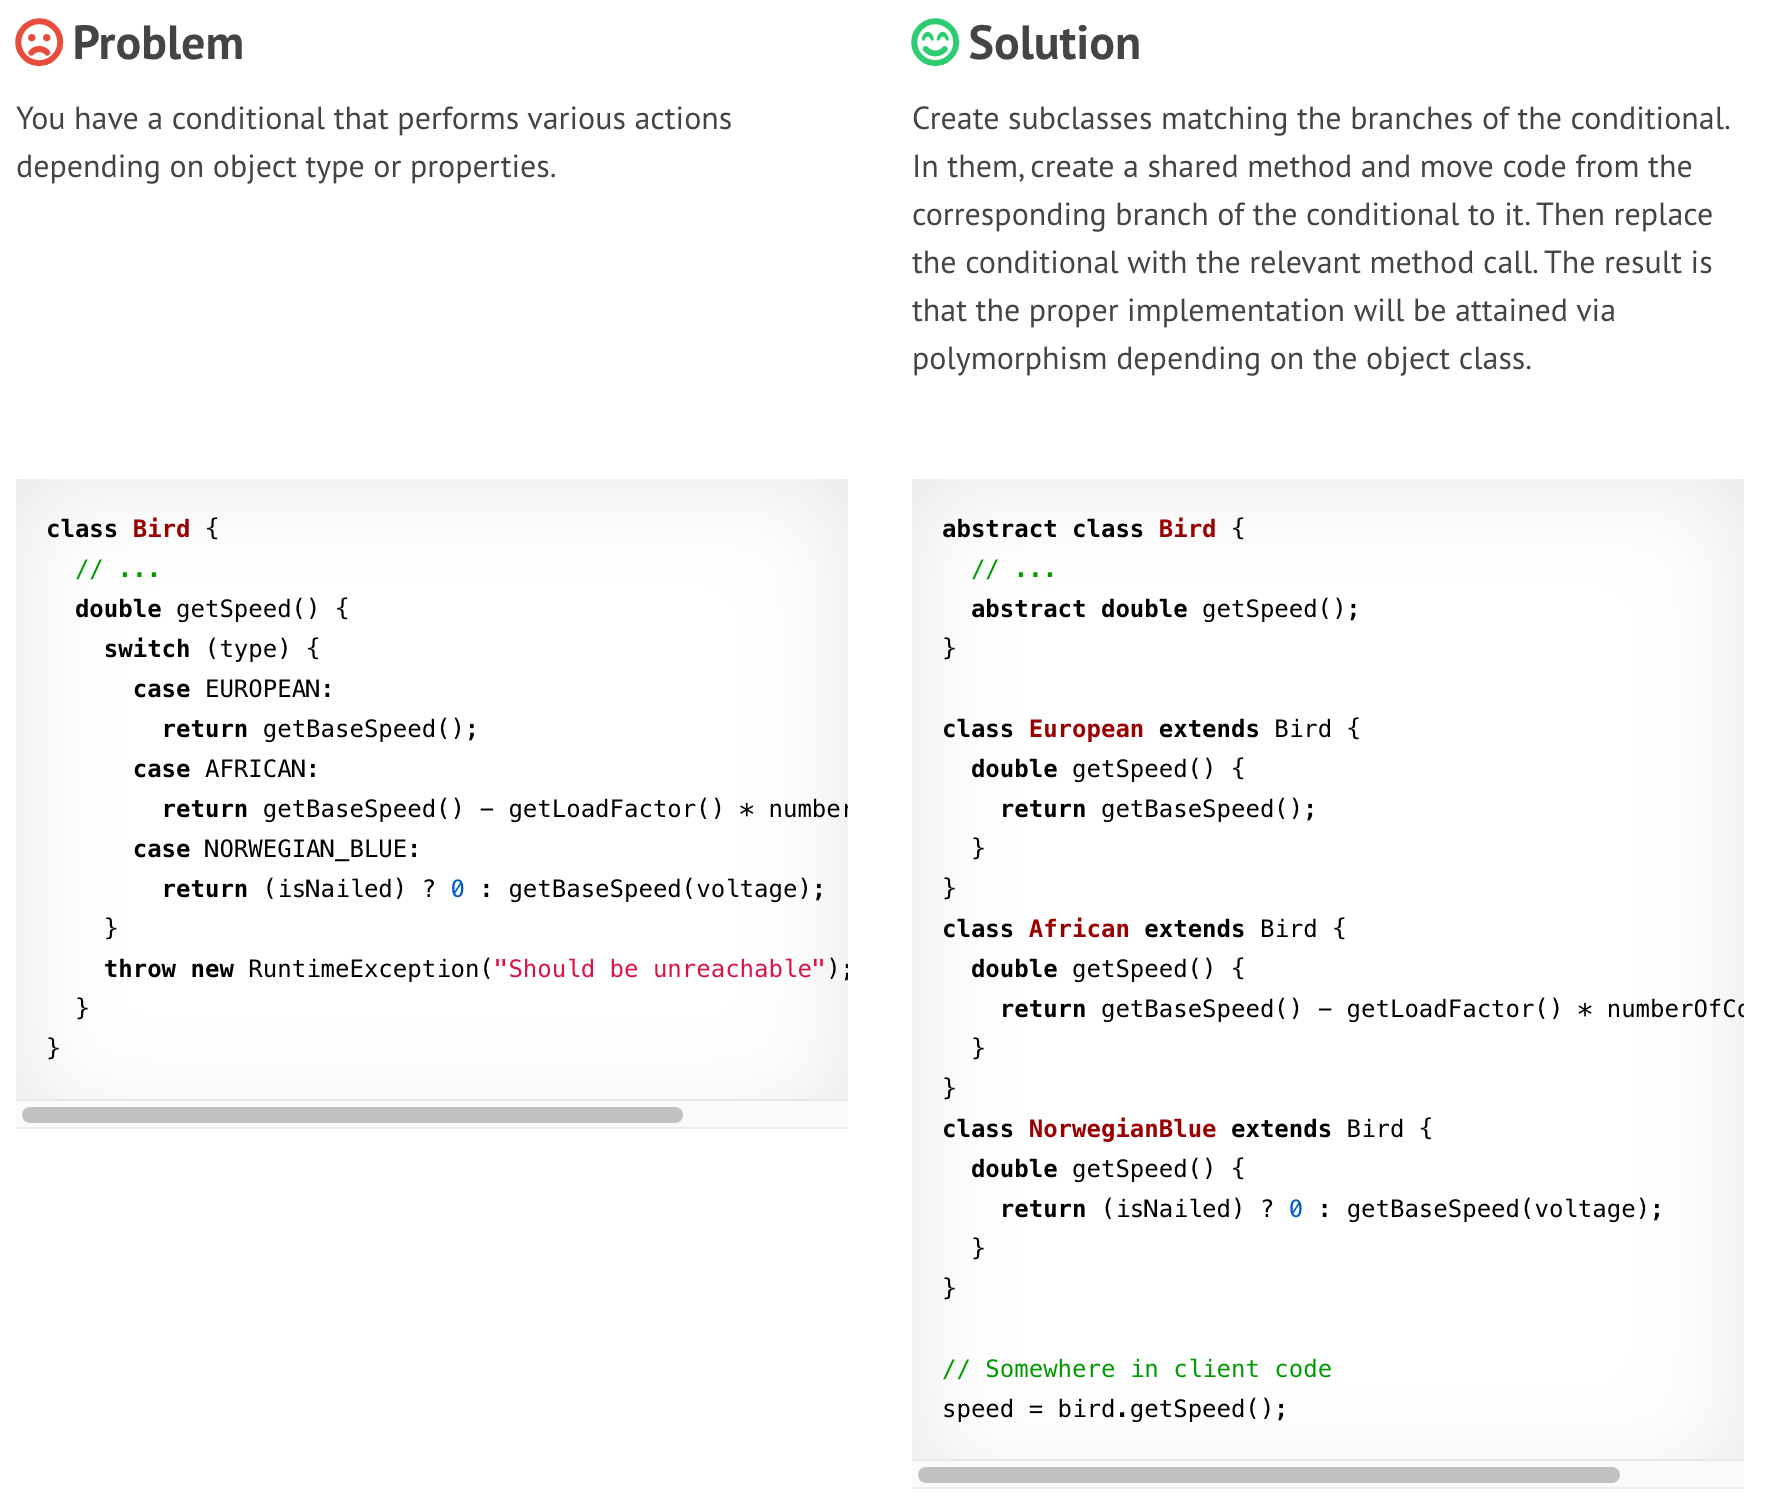 Problem
You have a conditional that performs various actions
depending on object type or properties.
class Bird {
  // ...
  double getSpeed() {
    switch (type) {
      case EUROPEAN:
        return getBaseSpeed();
      case AFRICAN:
        return getBaseSpeed() - getLoadFactor() * number
      case NORWEGIAN_BLUE:
        return (isNailed) ? 0 : getBaseSpeed(voltage);
    }
    throw new RuntimeException("Should be unreachable");
  }
}
Solution
Create subclasses matching the branches of the conditional.
In them, create a shared method and move code from the
corresponding branch of the conditional to it. Then replace
the conditional with the relevant method call. The result is
that the proper implementation will be attained via
polymorphism depending on the object class.
abstract class Bird {
  // ...
  abstract double getSpeed();
}
class European extends Bird {
  double getSpeed() {
    return getBaseSpeed();
  }
}
class African extends Bird {
  double getSpeed() {
    return getBaseSpeed() - getLoadFactor() * numberOfCo
  }
}
class NorwegianBlue extends Bird {
  double getSpeed() {
    return (isNailed) ? 0 : getBaseSpeed(voltage);
  }
}
// Somewhere in client code
speed = bird.getSpeed();